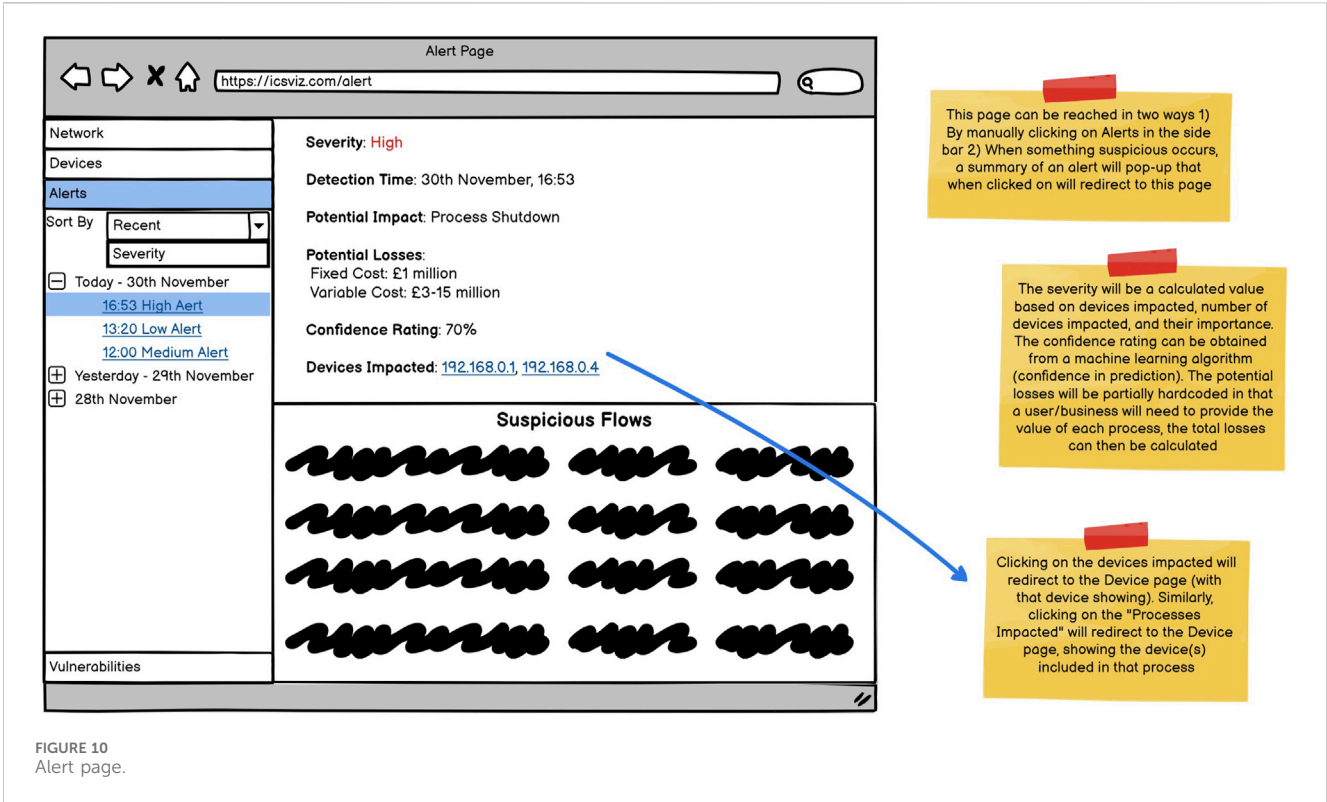 Alert Page
https://icsviz.com/alert
Network
Devices
Alerts
Sort By
Recent
Severity
Today - 30th November
16:53 High Aert
13:20 Low Alert
12:00 Medium Alert
Yesterday - 29th November
28th November
Vulnerabilities
Severity: High
Detection Time: 30th November, 16:53
Potential Impact: Process Shutdown
Potential Losses:
Fixed Cost: £1 million
Variable Cost: £3-15 million
Confidence Rating: 70%
Devices Impacted: 192.168.0.1, 192.168.0.4
Suspicious Flows
This page can be reached in two ways 1)
By manually clicking on Alerts in the side
bar 2) When something suspicious occurs,
a summary of an alert will pop-up that
when clicked on will redirect to this page
The severity will be a calculated value
based on devices impacted, number of
devices impacted, and their importance.
The confidence rating can be obtained
from a machine learning algorithm
(confidence in prediction). The potential
losses will be partially hardcoded in that
a user/business will need to provide the
value of each process, the total losses
can then be calculated
Clicking on the devices impacted will
redirect to the Device page (with
that device showing). Similarly,
clicking on the "Processes
Impacted" will redirect to the Device
page, showing the device(s)
included in that process
FIGURE 10
Alert page.